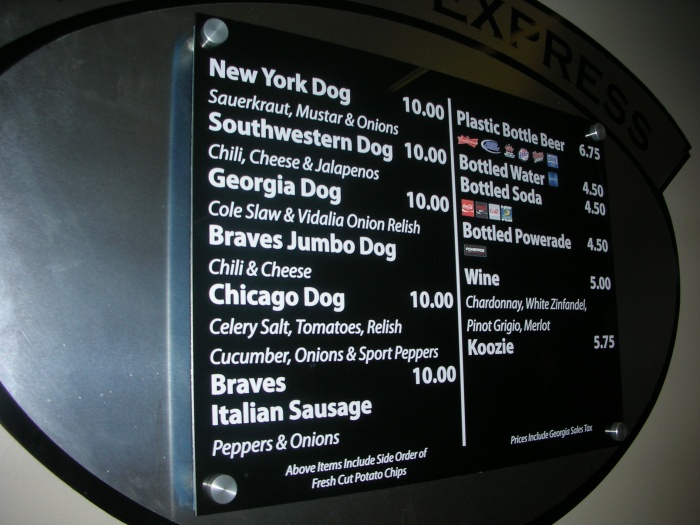 EXPRESS
New York Dog 10.00
Sauerkraut, Mustar & Onions
Southwestern Dog 10.00
Chili, Cheese & Jalapenos
Georgia Dog 10.00
Cole Slaw & Vidalia Onion Relish
Braves Jumbo Dog
Chili & Cheese
Chicago Dog 10.00
Celery Salt, Tomatoes, Relish
Cucumber, Onions & Sport Peppers
Braves 10.00
Italian Sausage
Peppers & Onions
Above Items Include Side Order of
Fresh Cut Potato Chips
Plastic Bottle Beer 6.75
Bottled Water 4.50
Bottled Soda 4.50
Bottled Powerade 4.50
Wine 5.00
Chardonnay, White Zinfandel,
Pinot Grigio, Merlot
Koozie 5.75
Prices Include Georgia Sales Tax